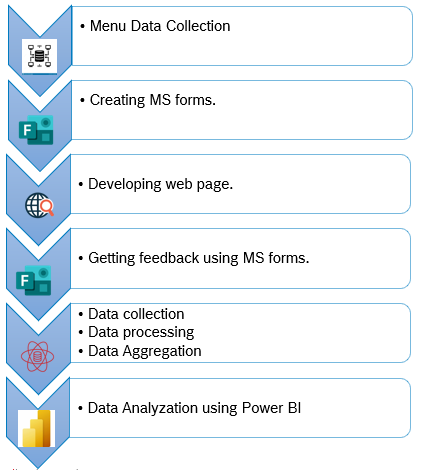 • Menu Data Collection
• Creating MS forms.
F
• Developing web page.
• Getting feedback using MS forms.
F
• Data collection
• Data processing
• Data Aggregation
• Data Analyzation using Power BI